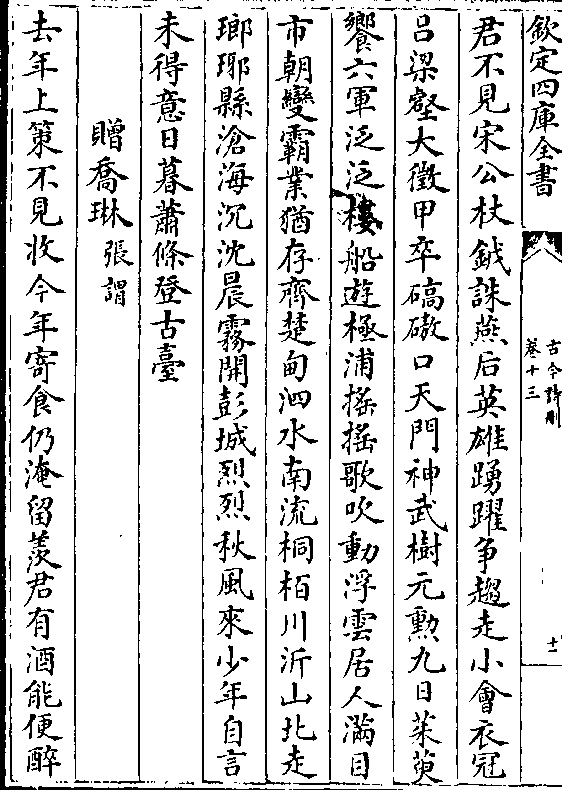 欽定四庫全書
古今詩刪
卷十三
十二
君不見宋公杖鉞誅燕后英雄踴躍争趨走小會衣冠
吕梁壑大徵甲卒碻磝口天門神武樹元勲九日茱萸
饗六軍泛泛樓船遊極浦摇摇歌吹動浮雲居人滿目
市朝變霸業猶存齊楚甸泗水南流桐栢川沂山北走
瑯琊縣滄海沉沈晨霧開彭城烈烈秋風來少年自言
未得意日暮蕭條登古臺
贈喬琳 張謂
去年上策不見收今年寄食仍淹留羡君有酒能便醉